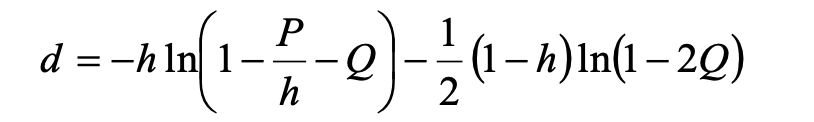 d = −h ln(1 − P/h − Q) − 1/2 (1 − h) ln(1 − 2Q)